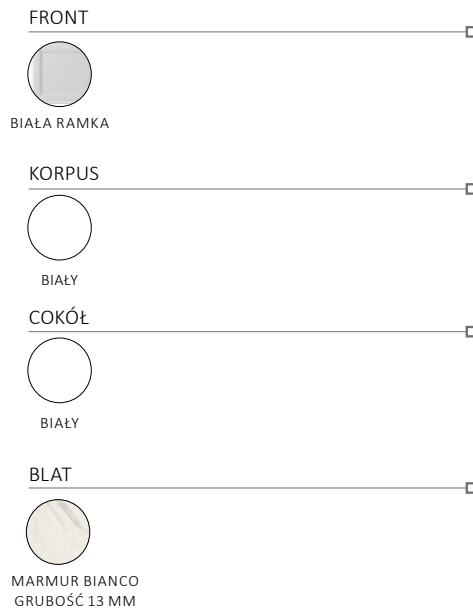 FRONT
BIAŁA RAMKA
KORPUS
BIAŁY
COKÓŁ
BIAŁY
BLAT
MARMUR BIANCO
GRUBOŚĆ 13 MM